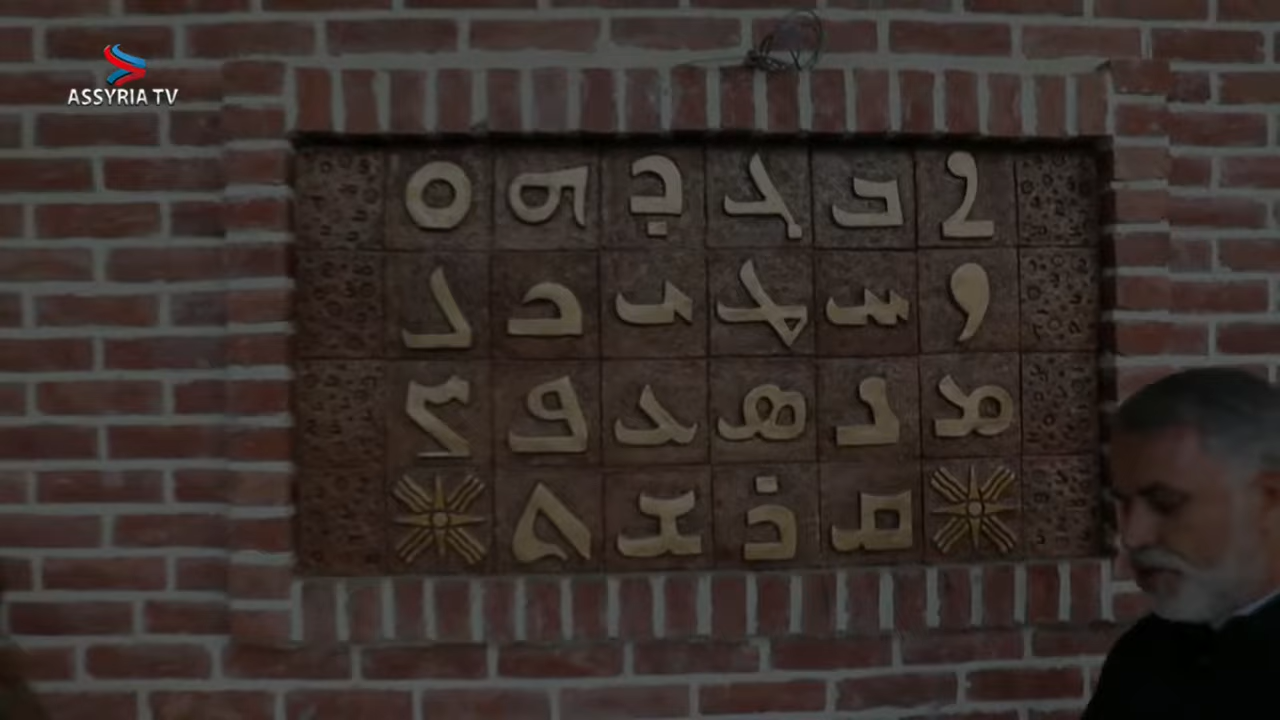 ASSYRIA TV
ܐ ܒ ܓ ܕ ܗ ܘ
ܙ ܚ ܛ ܝ ܟ ܠ
ܡ ܢ ܣ ܥ ܦ ܨ
ܩ ܪ ܫ ܬ